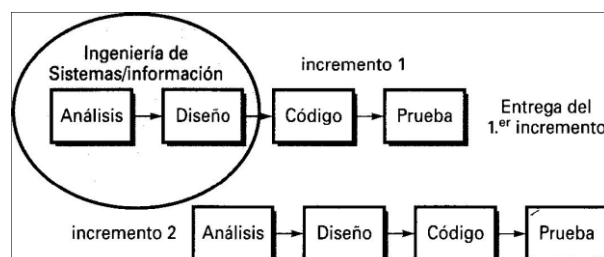 Ingeniería de
Sistemas/información
incremento 1
Análisis
Diseño
Código
Prueba
Entrega del
1.er incremento
incremento 2
Análisis
Diseño
Código
Prueba